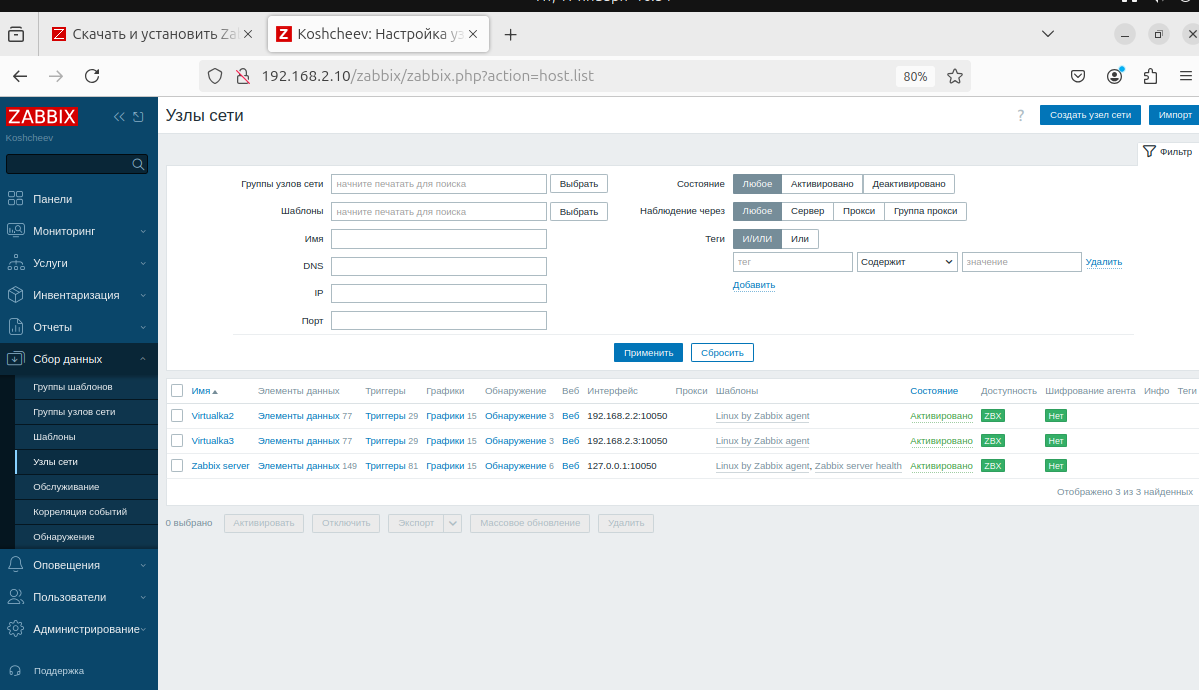 Скачать и установить Za
Koshcheev: Настройка уз
192.168.2.10/zabbix/zabbix.php?action=host.list
80%
ZABBIX
Koshcheev
Панели
Мониторинг
Услуги
Инвентаризация
Отчеты
Сбор данных
Группы шаблонов
Группы узлов сети
Шаблоны
Узлы сети
Обслуживание
Корреляция событий
Обнаружение
Оповещения
Пользователи
Администрирование
Поддержка
Узлы сети
? Создать узел сети Импорт
Фильтр
Группы узлов сети начните печатать для поиска Выбрать
Шаблоны начните печатать для поиска Выбрать
Имя
DNS
IP
Порт
Состояние Любое Активировано Деактивировано
Наблюдение через Любое Сервер Прокси Группа прокси
Теги И/ИЛИ Или
тег Содержит значение Удалить
Добавить
Применить Сбросить
Имя Элементы данных Триггеры Графики Обнаружение Веб Интерфейс Прокси Шаблоны Состояние Доступность Шифрование агента Инфо Теги
Virtualka2 Элементы данных 77 Триггеры 29 Графики 15 Обнаружение 3 Веб 192.168.2.2:10050 Linux by Zabbix agent Активировано ZBX Нет
Virtualka3 Элементы данных 77 Триггеры 29 Графики 15 Обнаружение 3 Веб 192.168.2.3:10050 Linux by Zabbix agent Активировано ZBX Нет
Zabbix server Элементы данных 149 Триггеры 81 Графики 15 Обнаружение 6 Веб 127.0.0.1:10050 Linux by Zabbix agent, Zabbix server health Активировано ZBX Нет
Отображено 3 из 3 найденных
0 выбрано Активировать Отключить Экспорт Массовое обновление Удалить